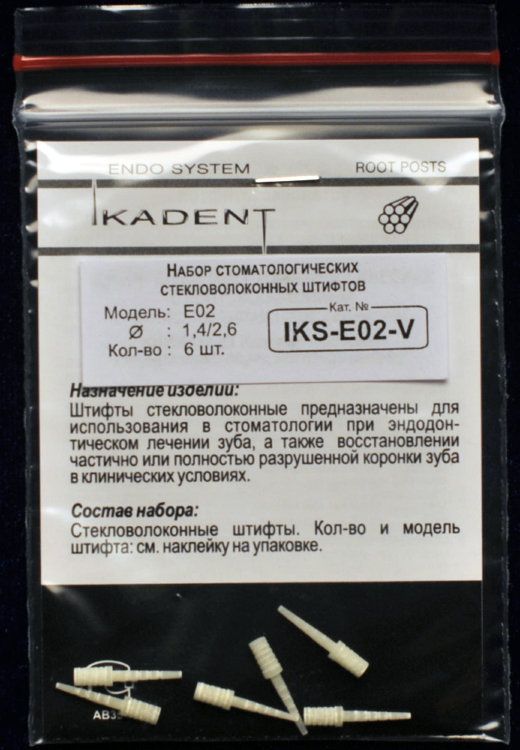 ENDO SYSTEM ROOT POSTS
IKADENT
НАБОР СТОМАТОЛОГИЧЕСКИХ
СТЕКЛОВОЛОКОННЫХ ШТИФТОВ
Модель: E02
Ø : 1,4/2,6
Кол-во : 6 шт.
Кат. №
IKS-E02-V
Назначение изделий:
Штифты стекловолоконные предназначены для
использования в стоматологии при эндодон-
тическом лечении зуба, а также восстановлении
частично или полностью разрушенной коронки зуба
в клинических условиях.
Состав набора:
Стекловолоконные штифты. Кол-во и модель
штифта: см. наклейку на упаковке.